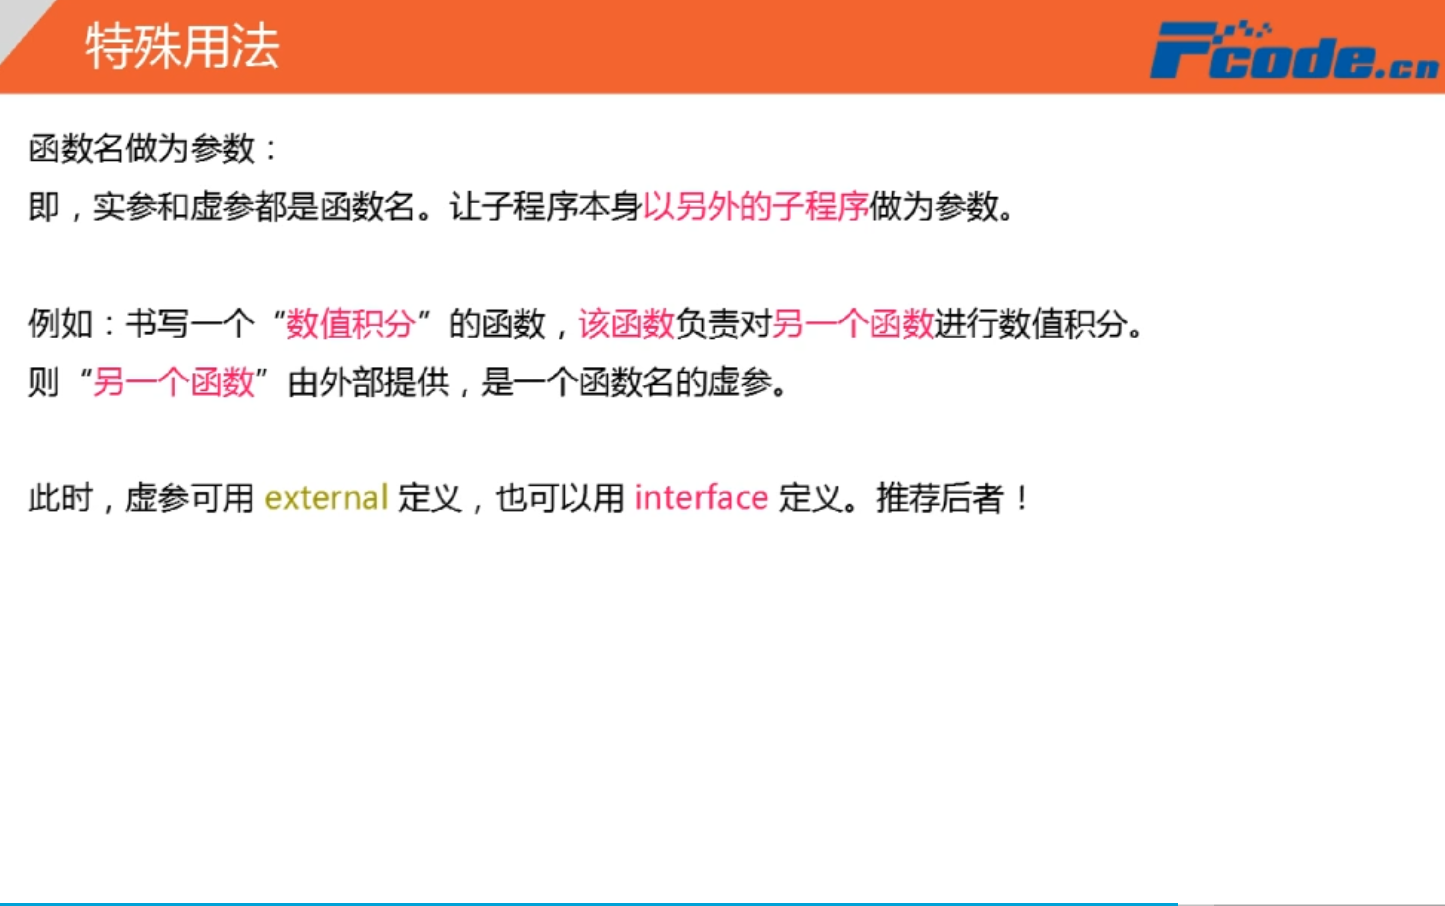 特殊用法
Fcode.cn
函数名做为参数：
即，实参和虚参都是函数名。让子程序本身以另外的子程序做为参数。
例如：书写一个“数值积分”的函数，该函数负责对另一个函数进行数值积分。
则“另一个函数”由外部提供，是一个函数名的虚参。
此时，虚参可用 external 定义，也可以用 interface 定义。推荐后者！